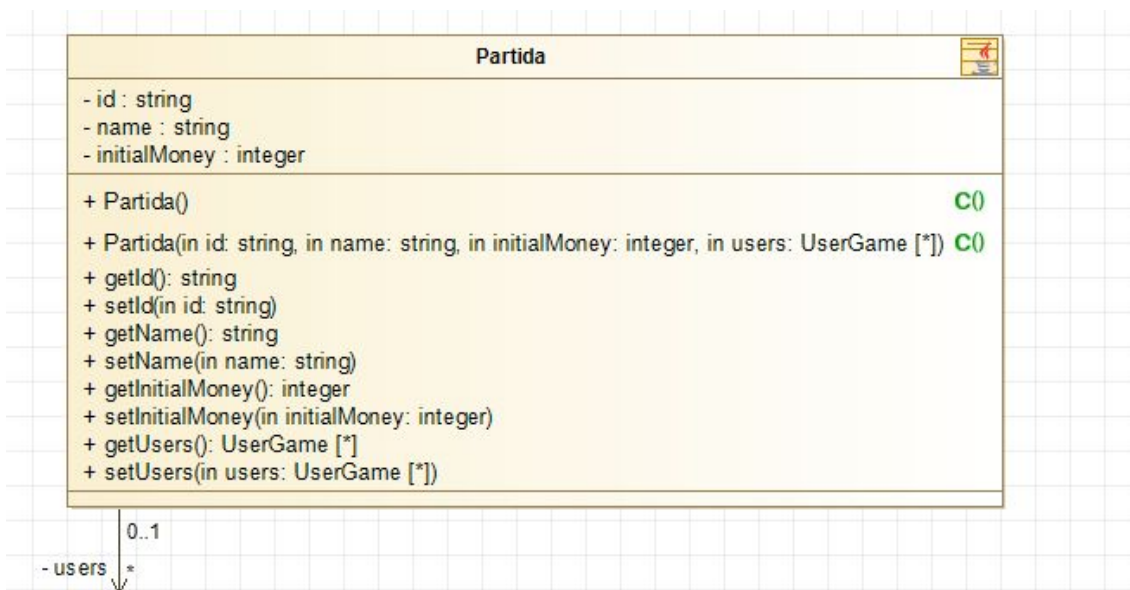 Partida
- id : string
- name : string
- initialMoney : integer
+ Partida() C()
+ Partida(in id: string, in name: string, in initialMoney: integer, in users: UserGame [*]) C()
+ getId(): string
+ setId(in id: string)
+ getName(): string
+ setName(in name: string)
+ getInitialMoney(): integer
+ setInitialMoney(in initialMoney: integer)
+ getUsers(): UserGame [*]
+ setUsers(in users: UserGame [*])
0..1
- users *